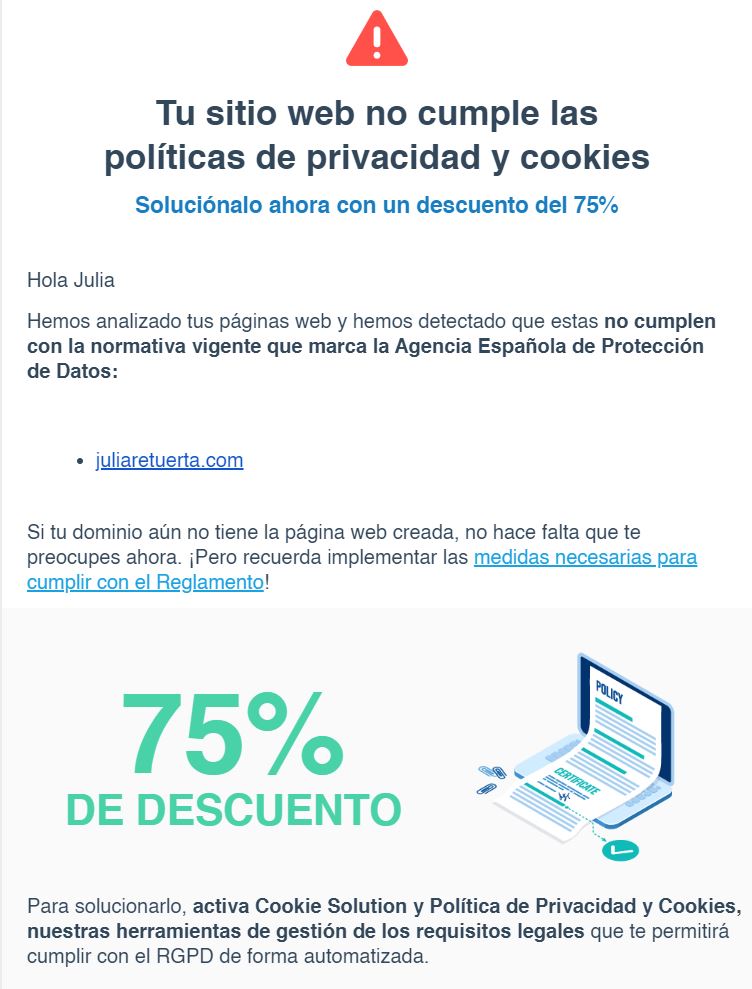 Tu sitio web no cumple las
políticas de privacidad y cookies
Soluciónalo ahora con un descuento del 75%
Hola Julia
Hemos analizado tus páginas web y hemos detectado que estas no cumplen
con la normativa vigente que marca la Agencia Española de Protección
de Datos:
• juliaretuerta.com
Si tu dominio aún no tiene la página web creada, no hace falta que te
preocupes ahora. ¡Pero recuerda implementar las medidas necesarias para
cumplir con el Reglamento!
75%
DE DESCUENTO
POLICY
CERTIFICATE
Para solucionarlo, activa Cookie Solution y Política de Privacidad y Cookies,
nuestras herramientas de gestión de los requisitos legales que te permitirá
cumplir con el RGPD de forma automatizada.